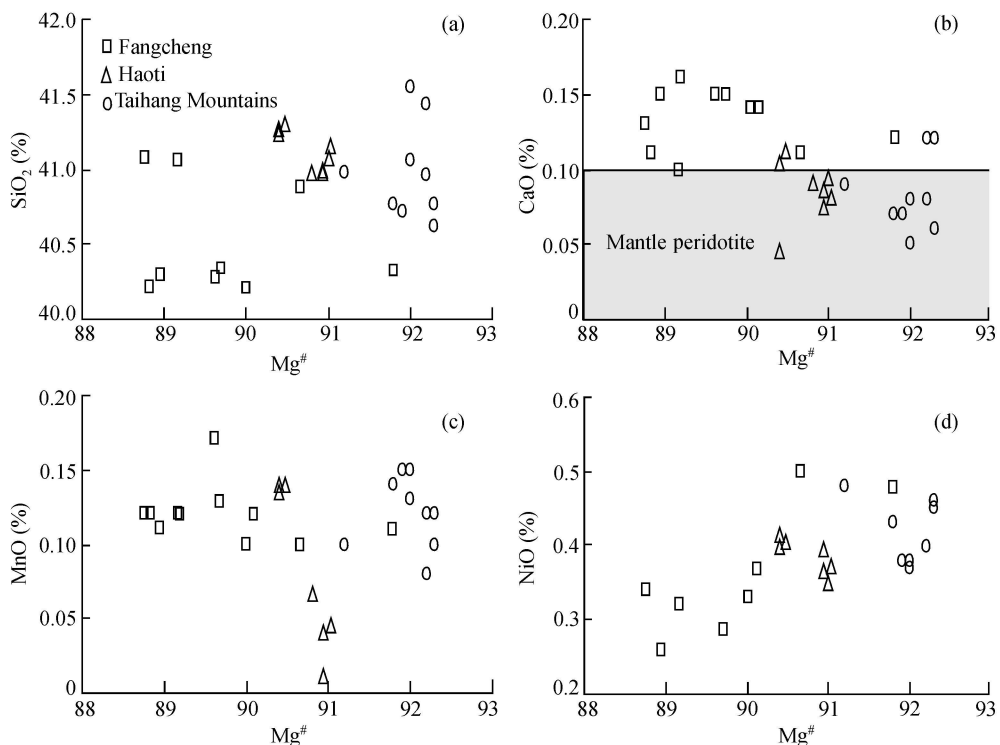 42.0
(a)
Fangcheng
Haoti
Taihang Mountains
41.5
41.0
40.5
40.0
SiO₂ (%)
88 89 90 91 92 93
Mg#
0.20
(b)
0.15
0.10
0.05
0
CaO (%)
Mantle peridotite
88 89 90 91 92 93
Mg#
0.20
(c)
0.15
0.10
0.05
0
MnO (%)
88 89 90 91 92 93
Mg#
0.6
(d)
0.5
0.4
0.3
0.2
NiO (%)
88 89 90 91 92 93
Mg#